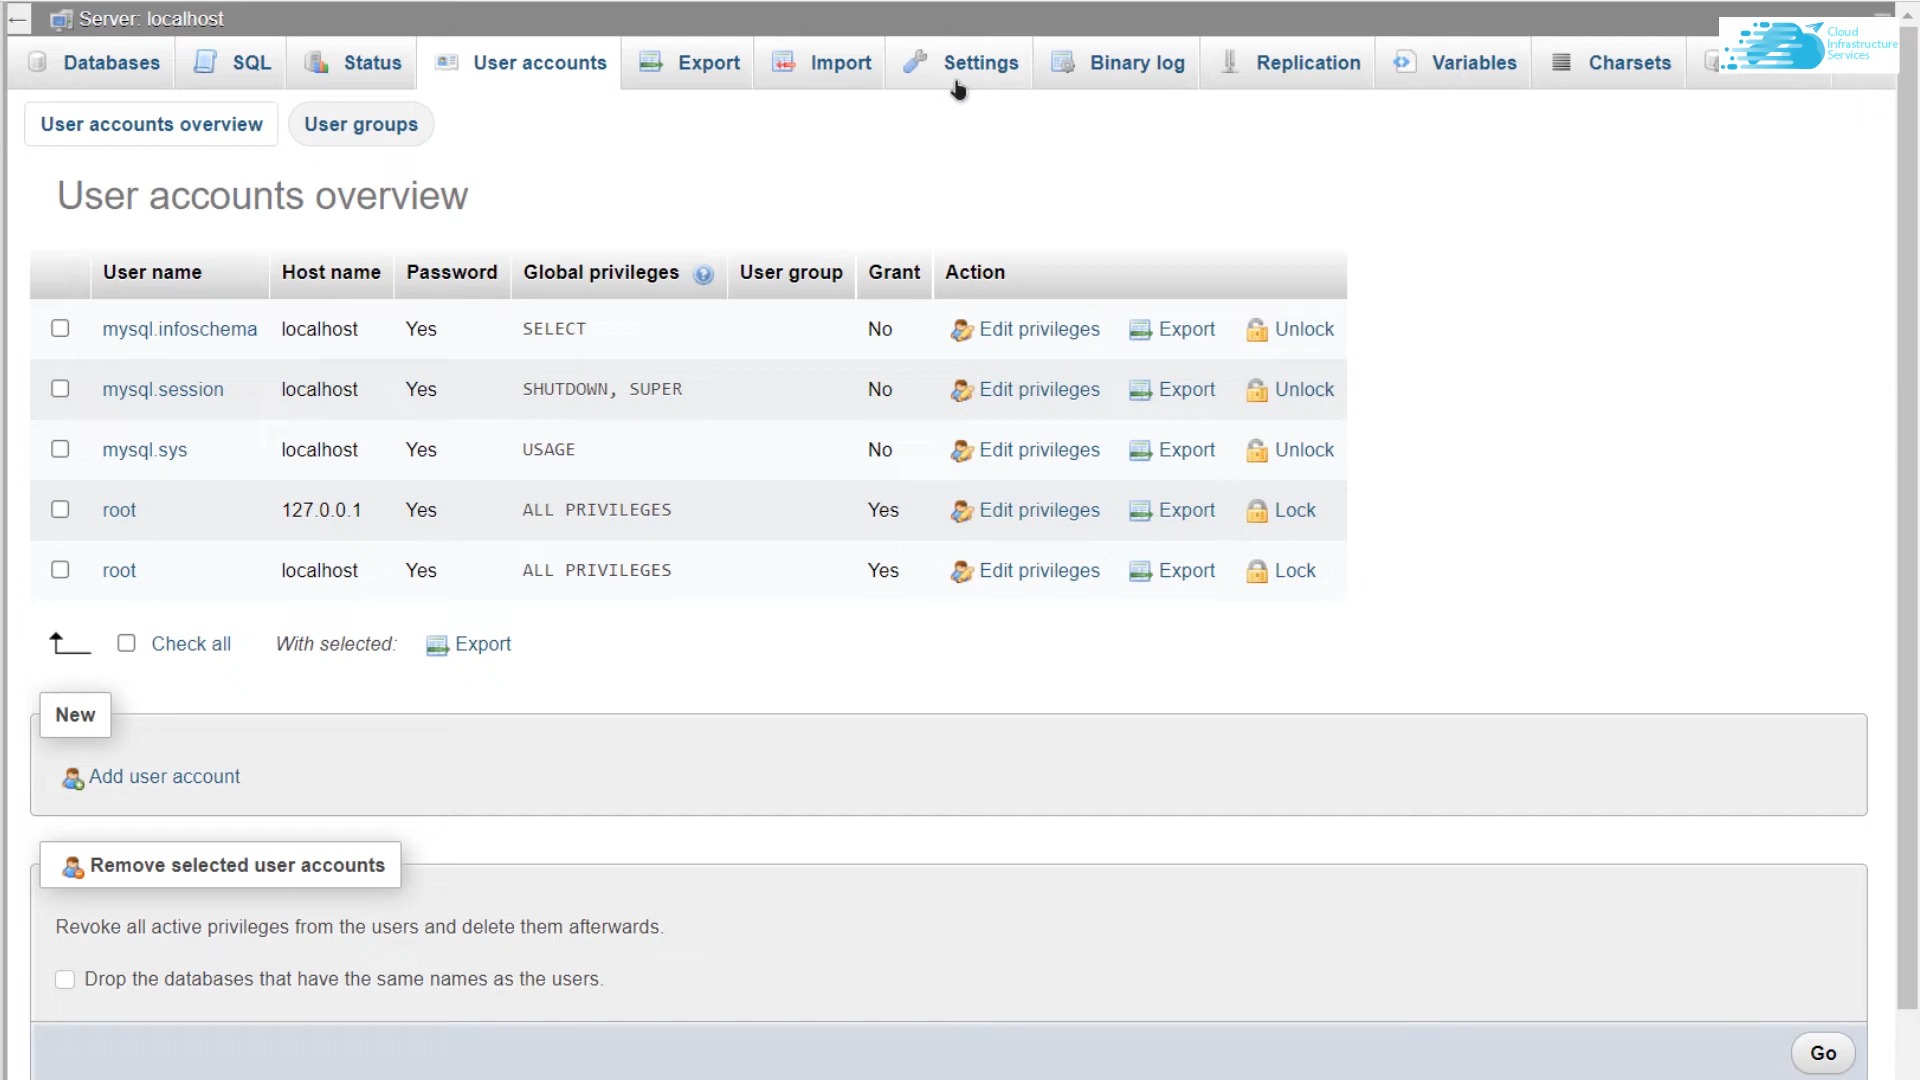 Server: localhost
Cloud
Infrastructure
Services
Databases SQL Status User accounts Export Import Settings Binary log Replication Variables Charsets
User accounts overview User groups
User accounts overview
User name Host name Password Global privileges User group Grant Action
mysql.infoschema localhost Yes SELECT No Edit privileges Export Unlock
mysql.session localhost Yes SHUTDOWN, SUPER No Edit privileges Export Unlock
mysql.sys localhost Yes USAGE No Edit privileges Export Unlock
root 127.0.0.1 Yes ALL PRIVILEGES Yes Edit privileges Export Lock
root localhost Yes ALL PRIVILEGES Yes Edit privileges Export Lock
Check all With selected: Export
New
Add user account
Remove selected user accounts
Revoke all active privileges from the users and delete them afterwards.
Drop the databases that have the same names as the users.
Go